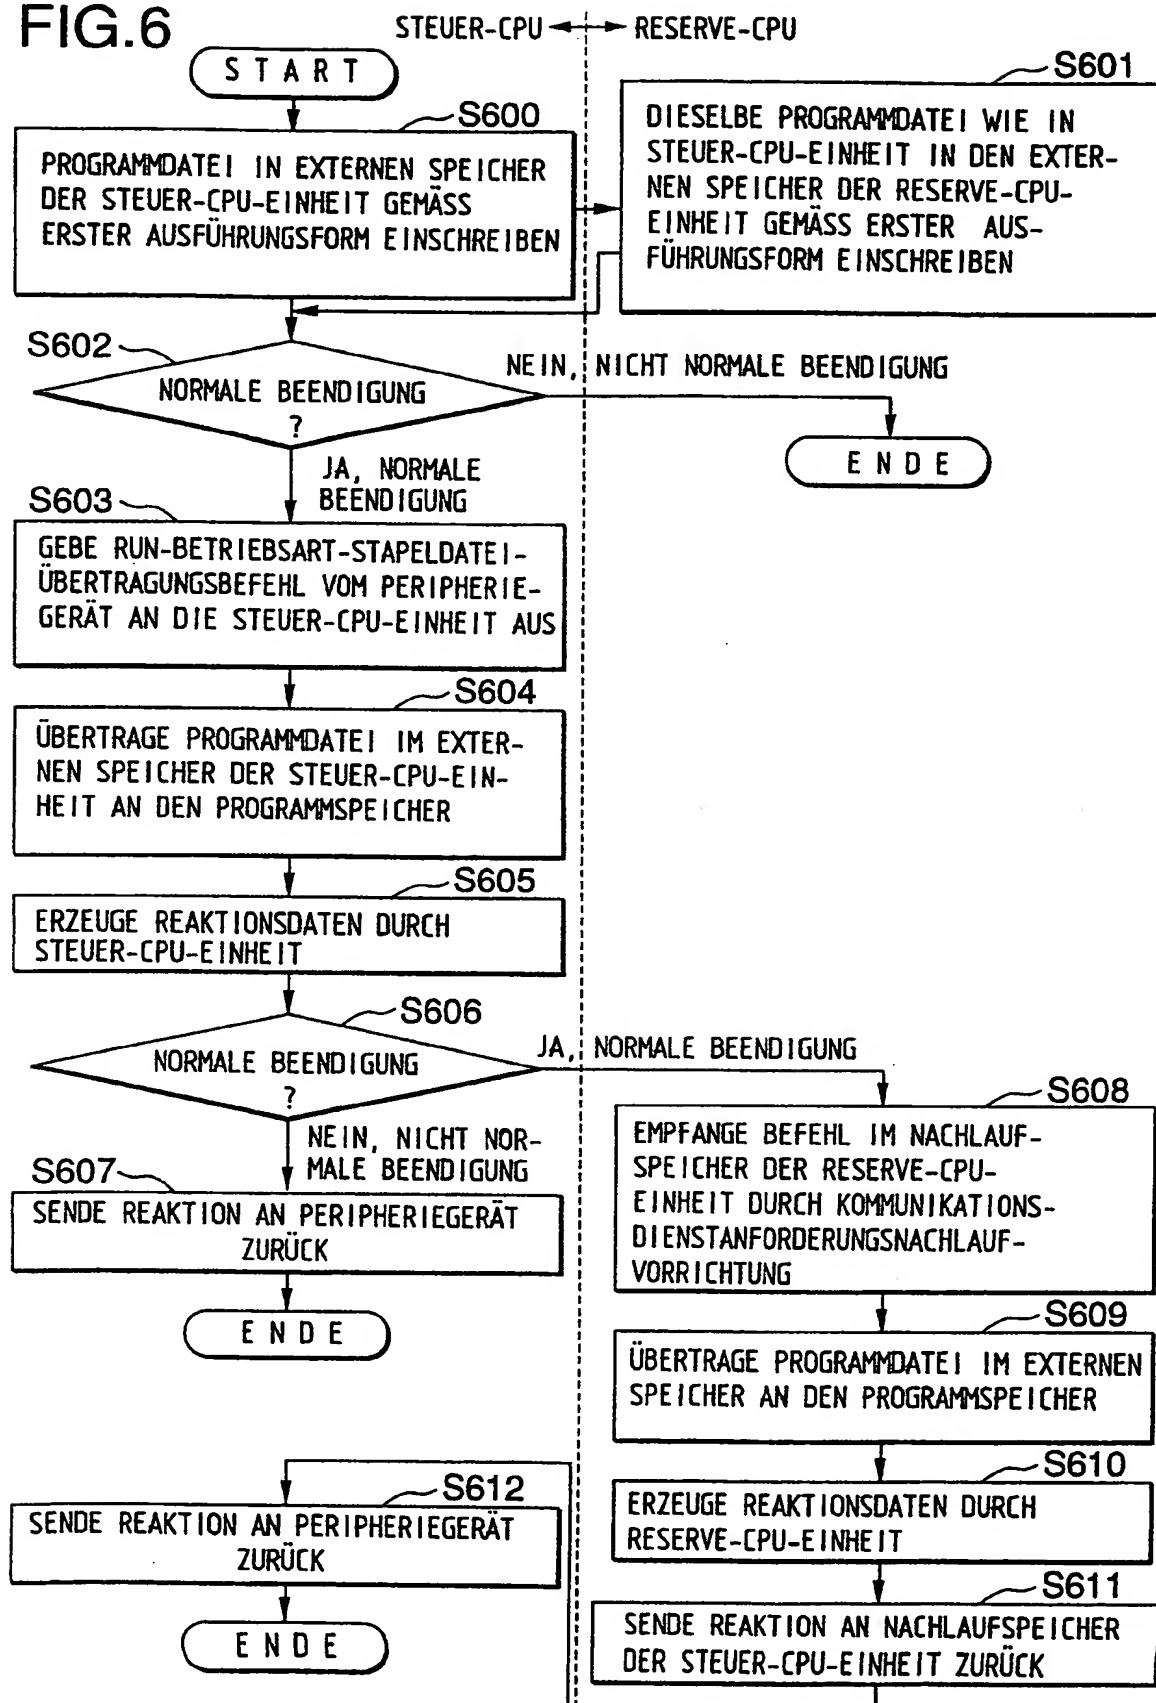 FIG.6
STEUER-CPU
RESERVE-CPU
START
S600
PROGRAMMDATEI IN EXTERNEN SPEICHER
DER STEUER-CPU-EINHEIT GEMÄSS
ERSTER AUSFÜHRUNGSFORM EINSCHREIBEN
S601
DIESELBE PROGRAMMDATEI WIE IN
STEUER-CPU-EINHEIT IN DEN EXTER-
NEN SPEICHER DER RESERVE-CPU-
EINHEIT GEMÄSS ERSTER AUS-
FÜHRUNGSFORM EINSCHREIBEN
S602
NORMALE BEENDIGUNG
?
NEIN, NICHT NORMALE BEENDIGUNG
ENDE
JA, NORMALE
BEENDIGUNG
S603
GEBE RUN-BETRIEBSART-STAPELDATEI-
ÜBERTRAGUNGSBEFEHL VOM PERIPHERIE-
GERÄT AN DIE STEUER-CPU-EINHEIT AUS
S604
ÜBERTRAGE PROGRAMMDATEI IM EXTER-
NEN SPEICHER DER STEUER-CPU-EIN-
HEIT AN DEN PROGRAMMSPEICHER
S605
ERZEUGE REAKTIONSDATEN DURCH
STEUER-CPU-EINHEIT
S606
NORMALE BEENDIGUNG
?
JA, NORMALE BEENDIGUNG
NEIN, NICHT NOR-
MALE BEENDIGUNG
S607
SENDE REAKTION AN PERIPHERIEGERÄT
ZURÜCK
ENDE
S608
EMPFANGE BEFEHL IM NACHLAUF-
SPEICHER DER RESERVE-CPU-
EINHEIT DURCH KOMMUNIKATIONS-
DIENSTANFORDERUNGSNACHLAUF-
VORRICHTUNG
S609
ÜBERTRAGE PROGRAMMDATEI IM EXTERNEN
SPEICHER AN DEN PROGRAMMSPEICHER
S610
ERZEUGE REAKTIONSDATEN DURCH
RESERVE-CPU-EINHEIT
S611
SENDE REAKTION AN NACHLAUFSPEICHER
DER STEUER-CPU-EINHEIT ZURÜCK
S612
SENDE REAKTION AN PERIPHERIEGERÄT
ZURÜCK
ENDE